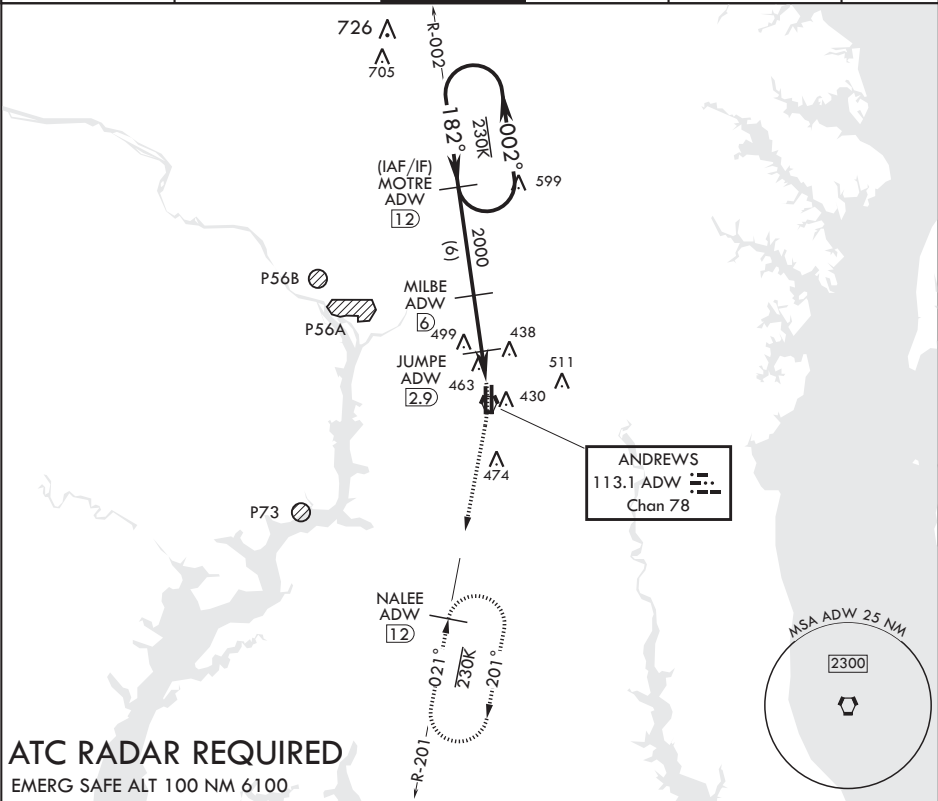 726
705
R-002
182°
230K
002°
(IAF/IF)
MOTRE
ADW
12
599
2000
(6)
P56B
P56A
MILBE
ADW
6
499
438
JUMPE
ADW
2.9
463
511
430
ANDREWS
113.1 ADW
Chan 78
474
P73
NALEE
ADW
12
021°
230K
201°
R-201
MSA ADW 25 NM
2300
ATC RADAR REQUIRED
EMERG SAFE ALT 100 NM 6100